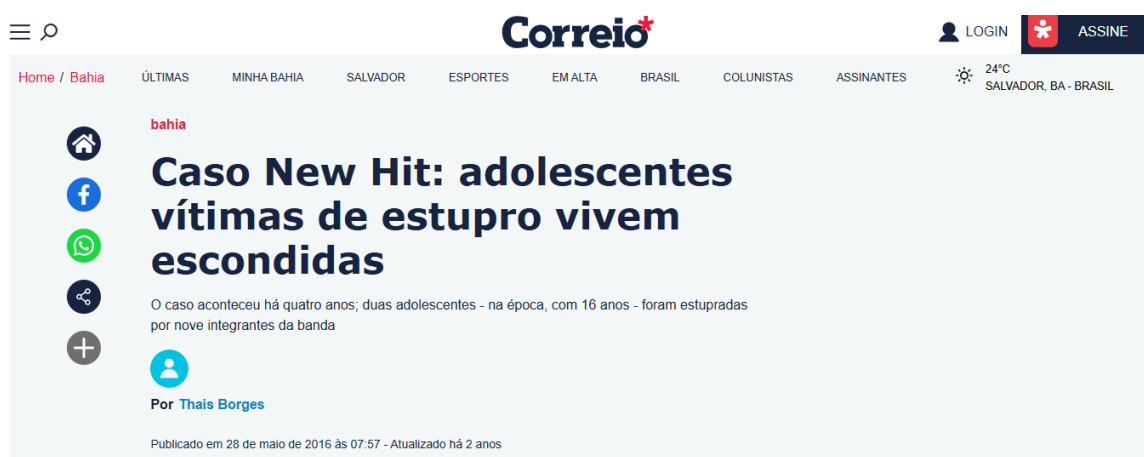 Correio*
LOGIN
ASSINE
Home / Bahia
ÚLTIMAS
MINHA BAHIA
SALVADOR
ESPORTES
EM ALTA
BRASIL
COLUNISTAS
ASSINANTES
24°C
SALVADOR, BA - BRASIL
bahia
Caso New Hit: adolescentes
vítimas de estupro vivem
escondidas
O caso aconteceu há quatro anos; duas adolescentes - na época, com 16 anos - foram estupradas
por nove integrantes da banda
Por Thais Borges
Publicado em 28 de maio de 2016 às 07:57 - Atualizado há 2 anos